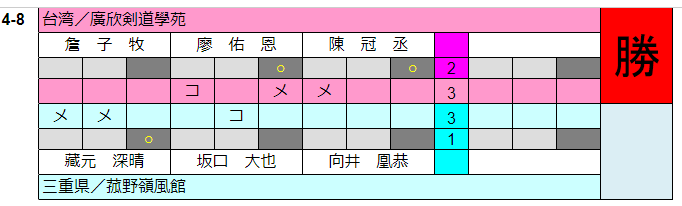 4-8 台湾／廣欣剣道學苑 勝
詹 子 牧 廖 佑 恩 陳 冠 丞
○ ○ 2
コ メ メ 3
メ メ コ 3
○ 1
藏元 深晴 坂口 大也 向井 凰恭
三重県／菰野嶺風館